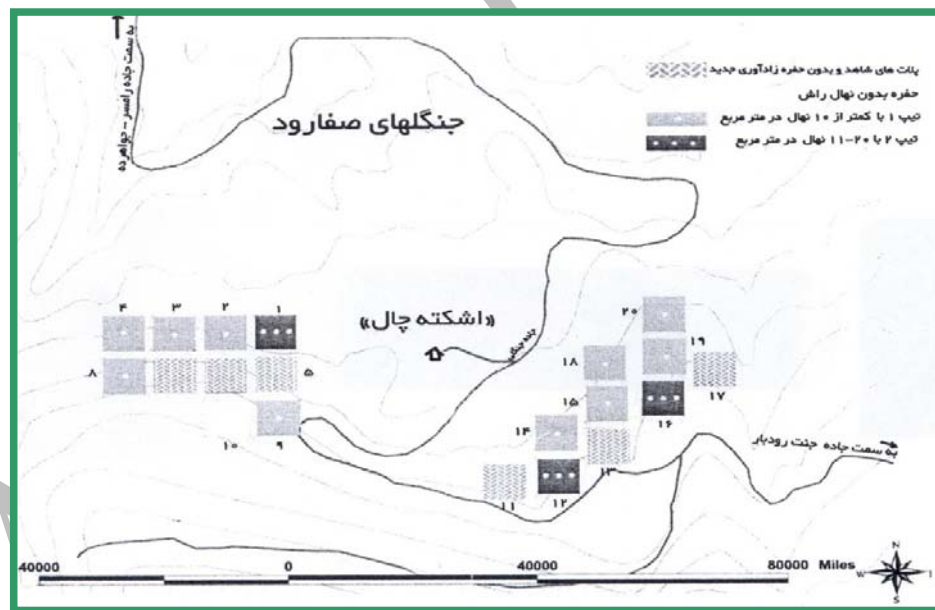 به سمت جاده رامسر – جواهرده
پلات های شاهد و بدون حفره زادآوری جدید
حفره بدون نهال راش
تیپ ۱ با کمتر از ۱۰ نهال در متر مربع
تیپ ۲ با ۲۰-۱۱ نهال در متر مربع
جنگلهای صفارود
«اشکته چال»
جاده جنگلی
۴ ۳ ۲ ۱
۸ ۵
۱۰ ۹
۲۰
۱۹
۱۸
۱۷
۱۵
۱۶
۱۴
۱۳
۱۱ ۱۲
به سمت جاده جنت رودبار
40000 0 40000 80000 Miles
N
W
S